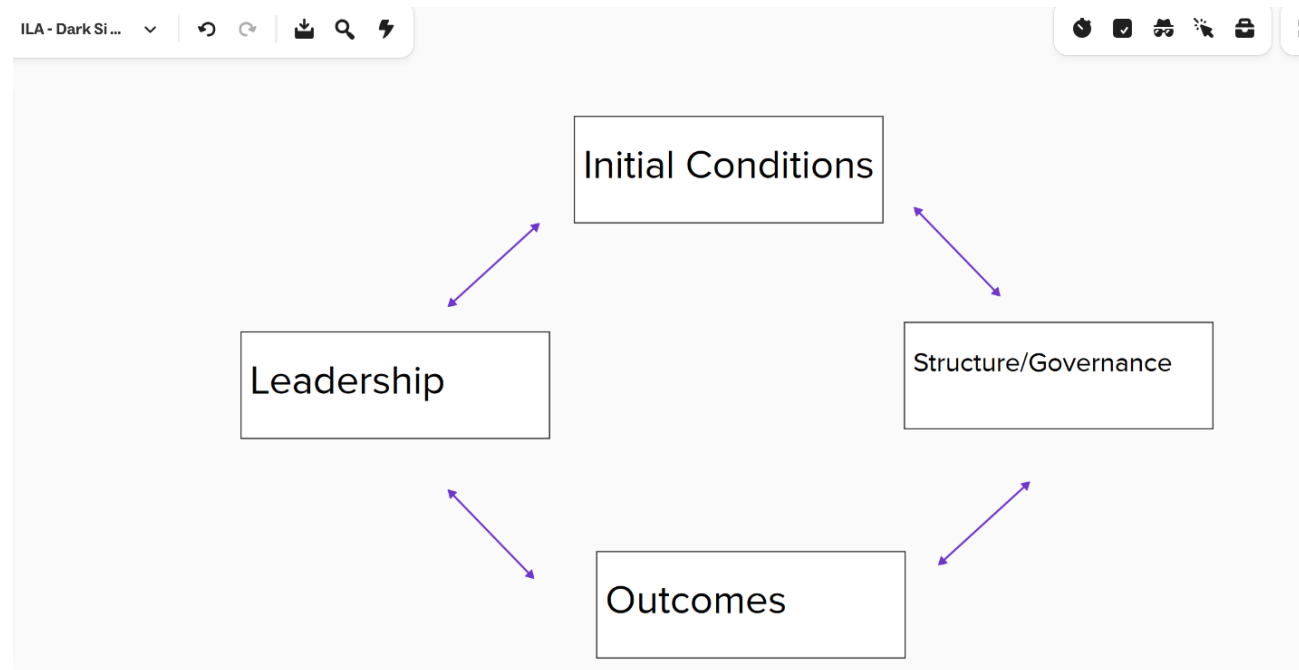 ILA - Dark Si ...
Initial Conditions
Leadership
Structure/Governance
Outcomes